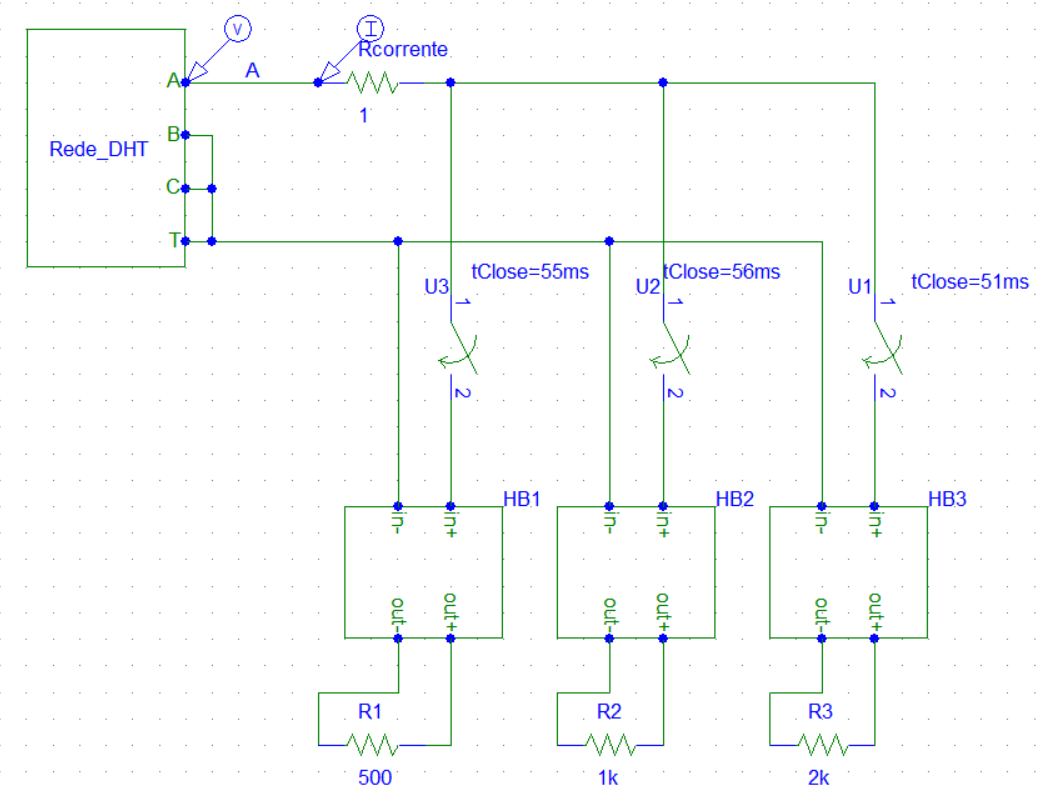 V
I
Rcorrente
A
A
1
B
Rede_DHT
C
T
U3
tClose=55ms
U2
tClose=56ms
U1
tClose=51ms
1
1
1
2
2
2
HB1
HB2
HB3
in-
in+
in-
in+
in-
in+
out-
out+
out-
out+
out-
out+
R1
R2
R3
500
1k
2k